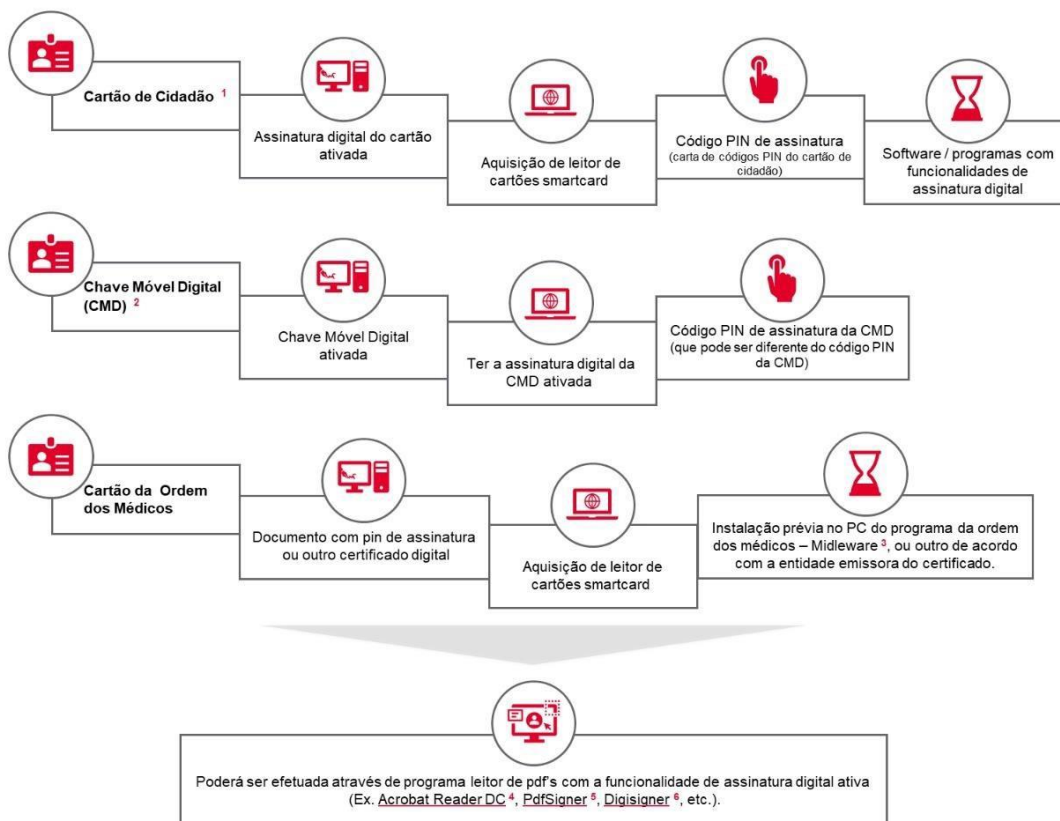 Cartão de Cidadão 1
Assinatura digital do cartão
ativada
Aquisição de leitor de
cartões smartcard
Código PIN de assinatura
(carta de códigos PIN do cartão de
cidadão)
Software / programas com
funcionalidades de
assinatura digital
Chave Móvel Digital
(CMD) 2
Chave Móvel Digital
ativada
Ter a assinatura digital da
CMD ativada
Código PIN de assinatura da CMD
(que pode ser diferente do código PIN
da CMD)
Cartão da Ordem
dos Médicos
Documento com pin de assinatura
ou outro certificado digital
Aquisição de leitor de
cartões smartcard
Instalação prévia no PC do programa da ordem
dos médicos – Midleware 3, ou outro de acordo
com a entidade emissora do certificado.
Poderá ser efetuada através de programa leitor de pdf's com a funcionalidade de assinatura digital ativa
(Ex. Acrobat Reader DC 4, PdfSigner 5, Digisigner 6, etc.).